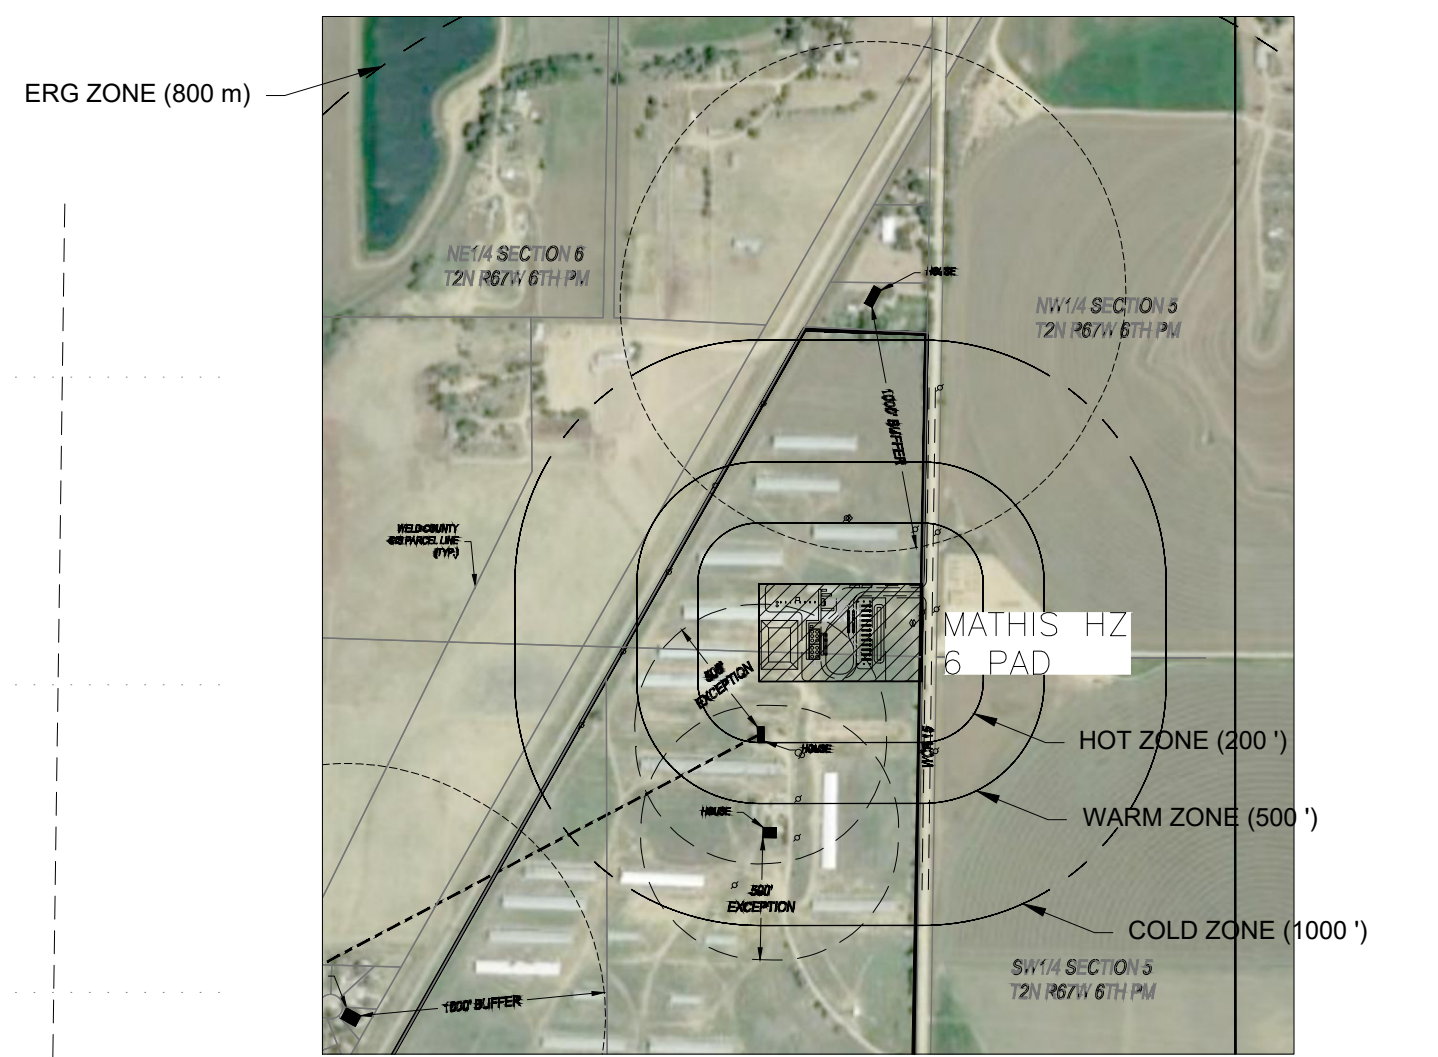 ERG ZONE (800 m)
NE1/4 SECTION 6
T2N R67W 6TH PM
HOUSE
NW1/4 SECTION 5
T2N R67W 6TH PM
1000' BUFFER
WELD COUNTY
GIS PARCEL LINE
(TYP.)
MATHIS HZ
6 PAD
500'
EXCEPTION
HOUSE
WCR 15
HOT ZONE (200 ')
HOUSE
WARM ZONE (500 ')
500'
EXCEPTION
COLD ZONE (1000 ')
SW1/4 SECTION 5
T2N R67W 6TH PM
1000' BUFFER